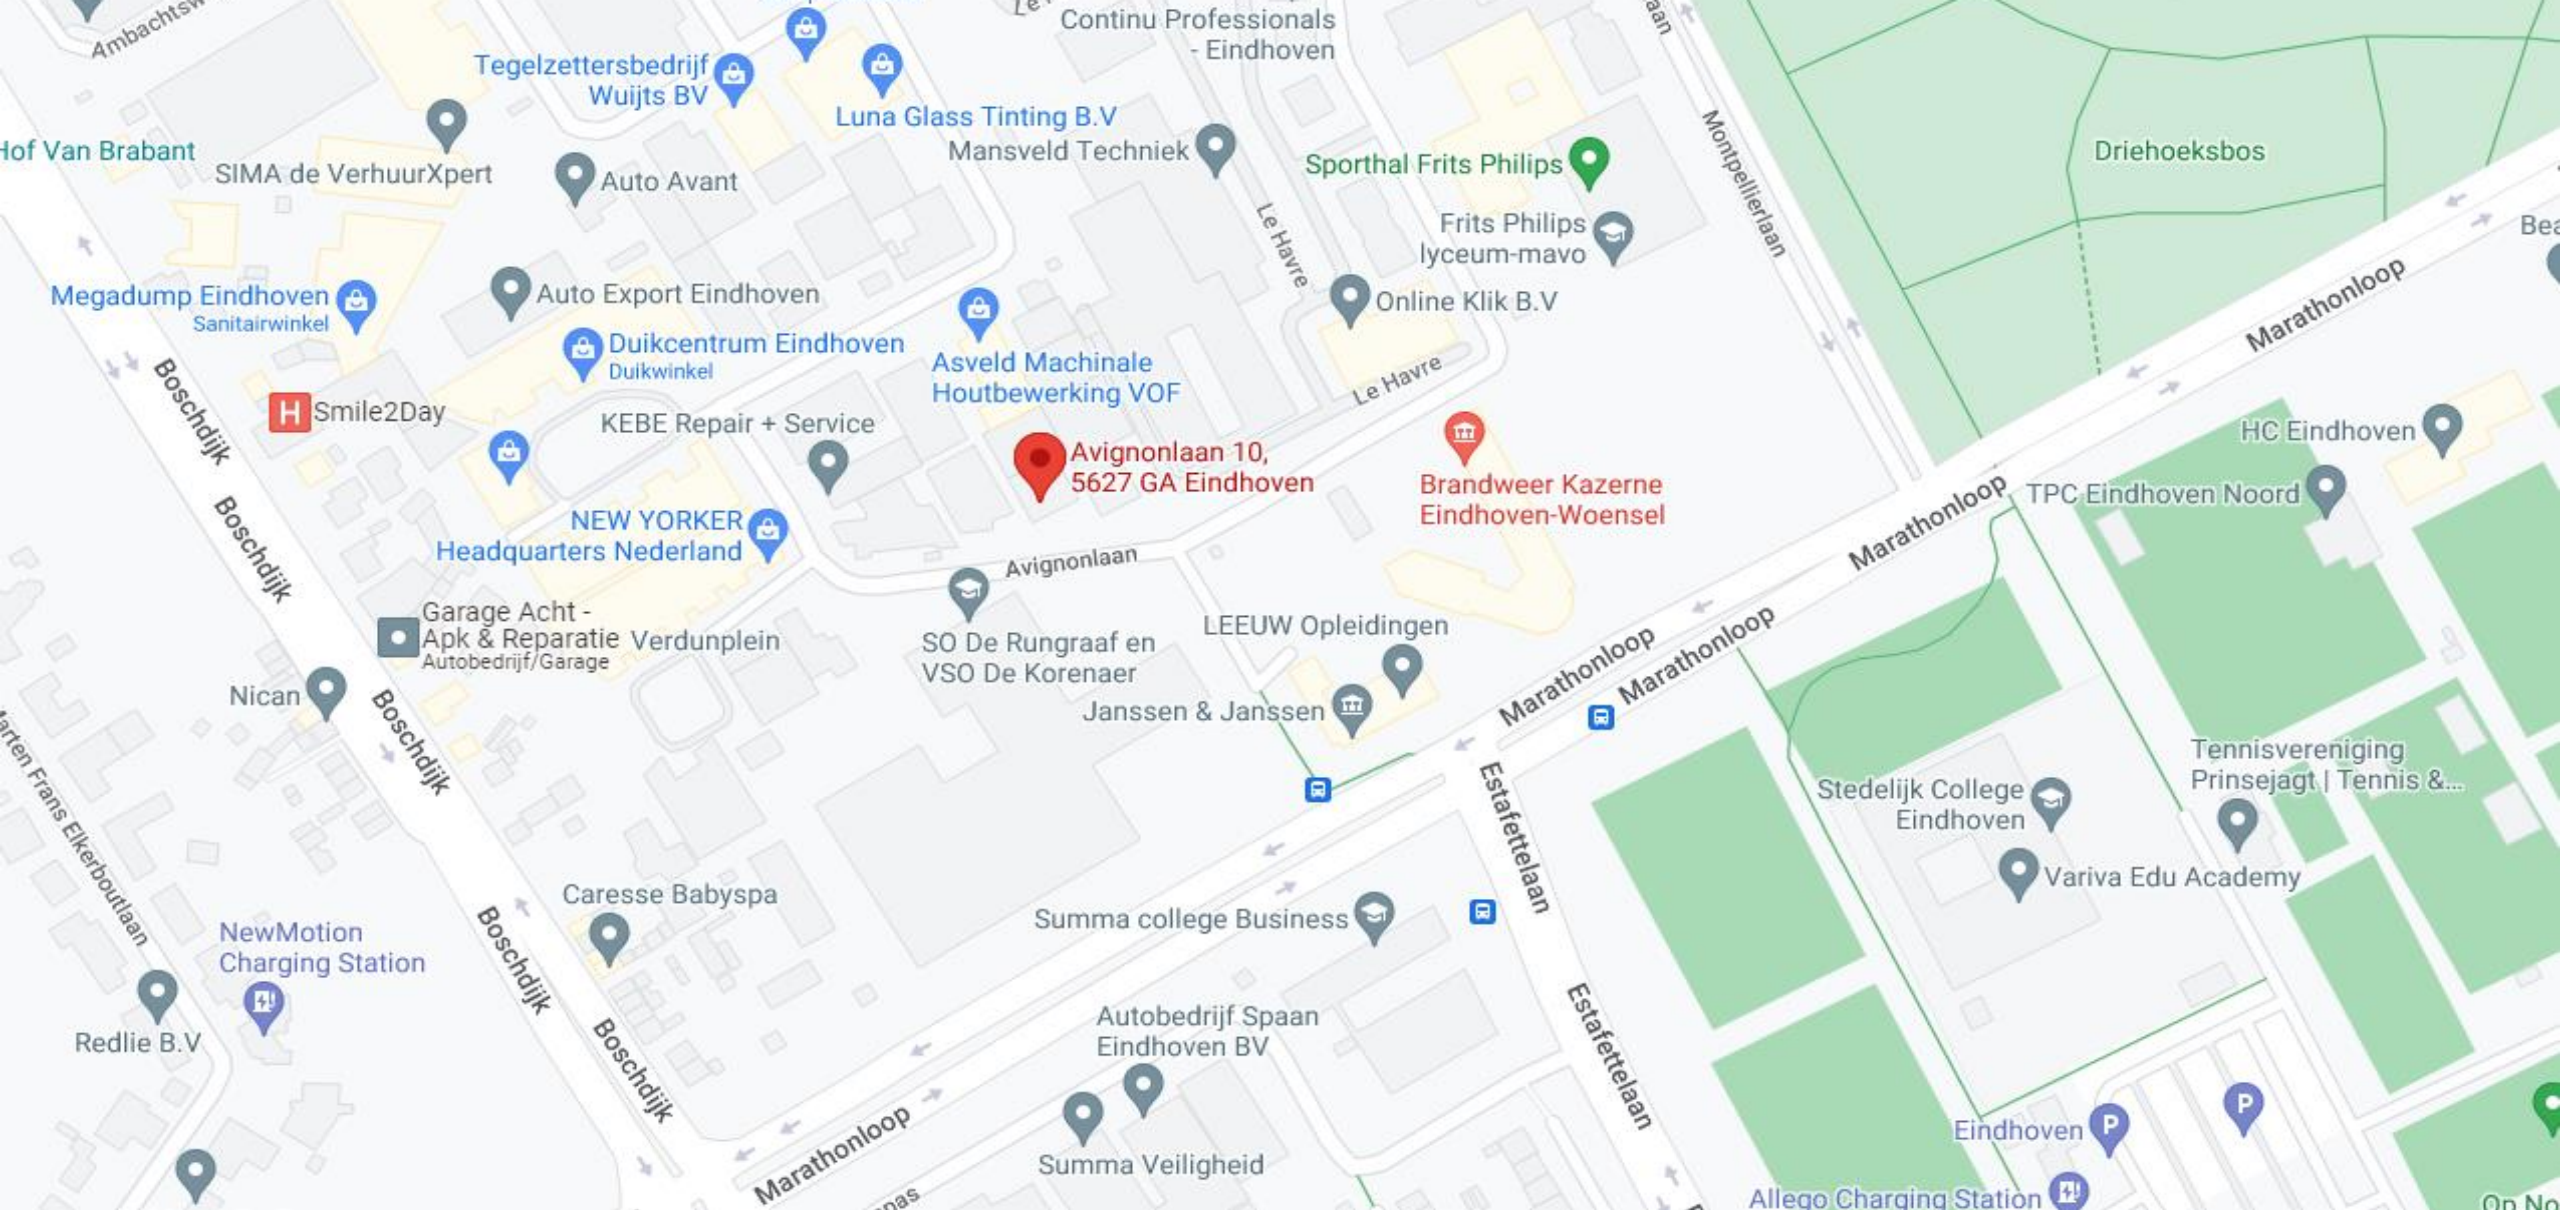 Ambachtsw
Continu Professionals
- Eindhoven
Tegelzettersbedrijf
Wuijts BV
Luna Glass Tinting B.V
Mansveld Techniek
Hof Van Brabant
SIMA de VerhuurXpert
Auto Avant
Sporthal Frits Philips
Frits Philips
lyceum-mavo
Montpellierlaan
Driehoeksbos
Le Havre
Megadump Eindhoven
Sanitairwinkel
Auto Export Eindhoven
Online Klik B.V
Marathonloop
Duikcentrum Eindhoven
Duikwinkel
Asveld Machinale
Houtbewerking VOF
Le Havre
Boschdijk
H
Smile2Day
KEBE Repair + Service
Avignonlaan 10,
5627 GA Eindhoven
Brandweer Kazerne
Eindhoven-Woensel
HC Eindhoven
TPC Eindhoven Noord
Marathonloop
Boschdijk
NEW YORKER
Headquarters Nederland
Avignonlaan
Garage Acht -
Apk & Reparatie
Autobedrijf/Garage
Verdunplein
SO De Rungraaf en
VSO De Korenaer
LEEUW Opleidingen
Janssen & Janssen
Marathonloop
Marathonloop
Nican
Boschdijk
Estafettelaan
Stedelijk College
Eindhoven
Tennisvereniging
Prinsejagt | Tennis &...
Variva Edu Academy
arten Frans Elkerboutlaan
Caresse Babyspa
Summa college Business
NewMotion
Charging Station
Boschdijk
Redlie B.V
Boschdijk
Autobedrijf Spaan
Eindhoven BV
Estafettelaan
Marathonloop
Summa Veiligheid
Eindhoven
P
P
Allego Charging Station